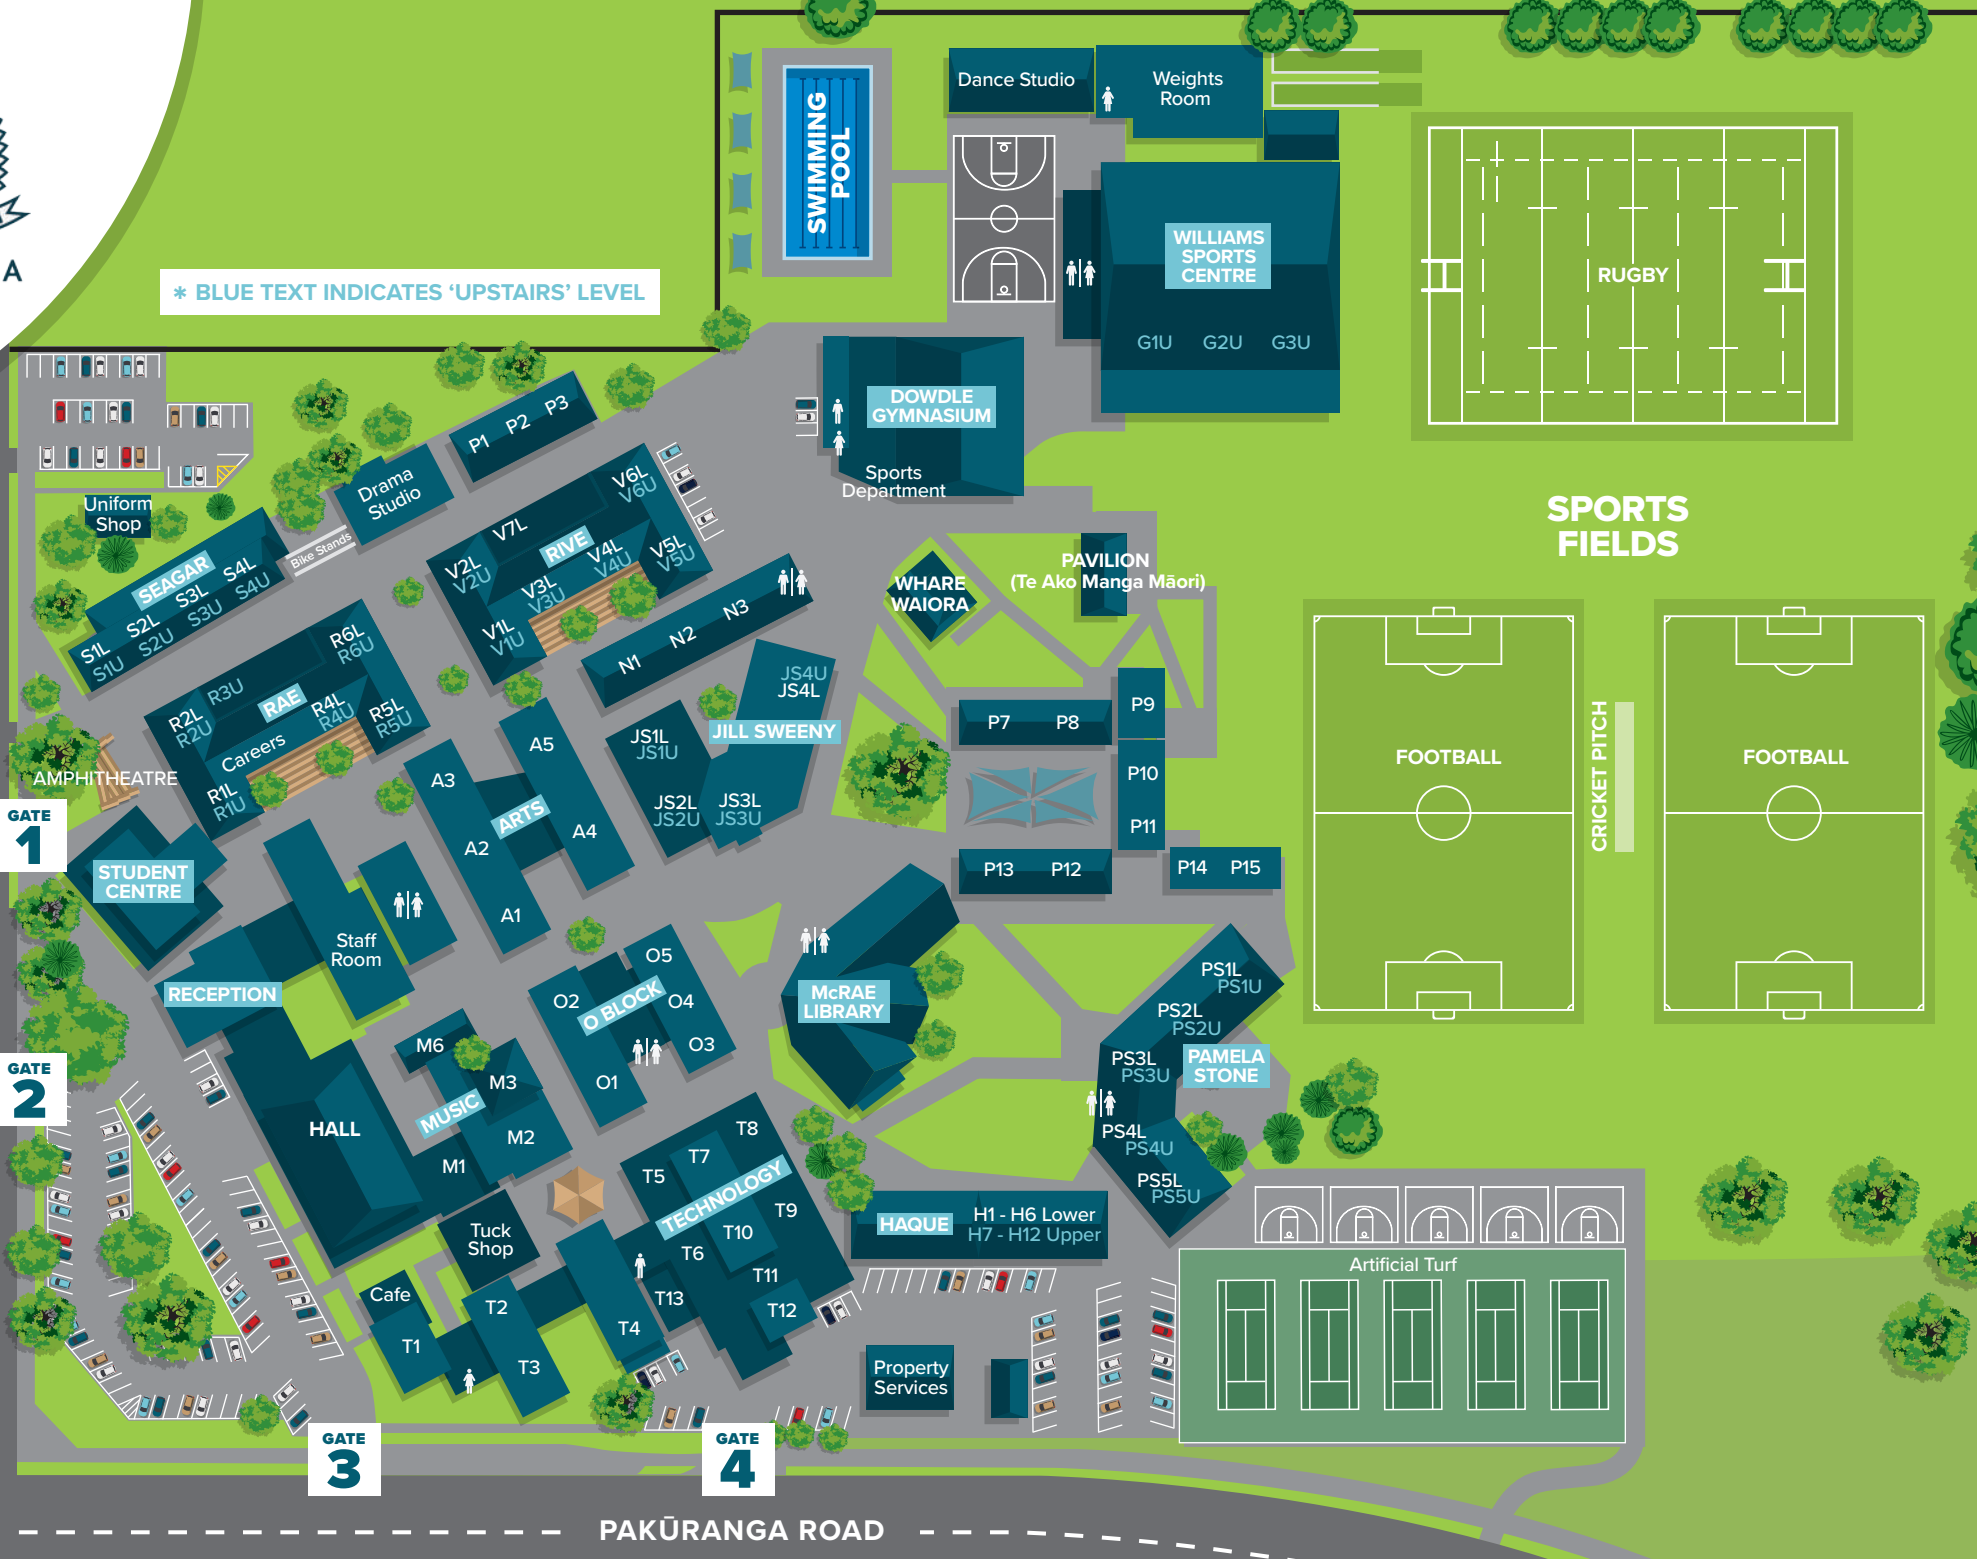 A
* BLUE TEXT INDICATES ‘UPSTAIRS’ LEVEL
SWIMMING
POOL
Dance Studio
Weights
Room
WILLIAMS
SPORTS
CENTRE
G1U G2U G3U
RUGBY
DOWDLE
GYMNASIUM
Sports
Department
SPORTS
FIELDS
P1 P2 P3
Drama
Studio
Uniform
Shop
Bike Stands
SEAGAR
S1L
S1U
S2L
S2U
S3L
S3U
S4L
S4U
RIVE
V1L
V1U
V2L
V2U
V3L
V3U
V4L
V4U
V5L
V5U
V6L
V6U
V7L
N1 N2 N3
RAE
R1L
R1U
R2L
R2U
R3U
R4L
R4U
R5L
R5U
R6L
R6U
Careers
AMPHITHEATRE
WHARE
WAIORA
PAVILION
(Te Ako Manga Māori)
JILL SWEENY
JS4U
JS4L
JS1L
JS1U
JS2L
JS2U
JS3L
JS3U
P7 P8
P9
P10
P11
P13 P12
P14 P15
FOOTBALL
CRICKET PITCH
FOOTBALL
ARTS
A1
A2
A3
A4
A5
GATE
1
STUDENT
CENTRE
Staff
Room
RECEPTION
O BLOCK
O1
O2
O3
O4
O5
McRAE
LIBRARY
PAMELA
STONE
PS1L
PS1U
PS2L
PS2U
PS3L
PS3U
PS4L
PS4U
PS5L
PS5U
GATE
2
HALL
MUSIC
M1
M2
M3
M6
TECHNOLOGY
T5
T7
T8
T9
T10
T6
T11
T12
T13
T4
HAQUE
H1 - H6 Lower
H7 - H12 Upper
Tuck
Shop
Cafe
T1
T2
T3
Property
Services
Artificial Turf
GATE
3
GATE
4
PAKŪRANGA ROAD